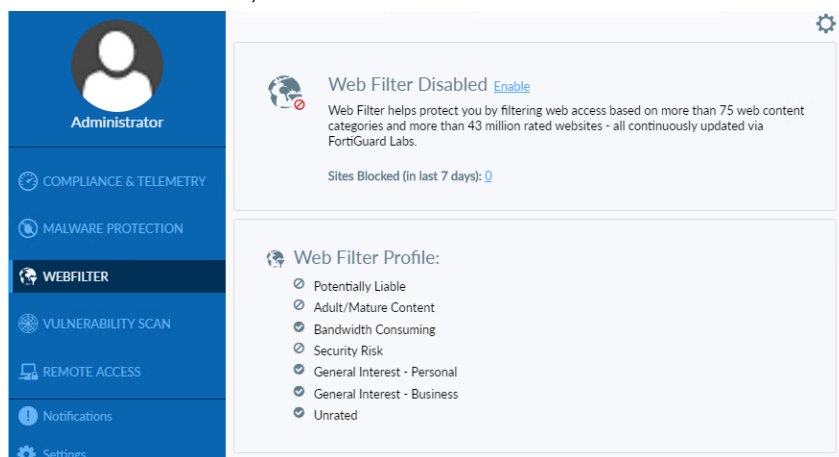 Administrator
COMPLIANCE & TELEMETRY
MALWARE PROTECTION
WEBFILTER
VULNERABILITY SCAN
REMOTE ACCESS
Notifications
Settings
Web Filter Disabled Enable
Web Filter helps protect you by filtering web access based on more than 75 web content
categories and more than 43 million rated websites - all continuously updated via
FortiGuard Labs.
Sites Blocked (in last 7 days): 0
Web Filter Profile:
Potentially Liable
Adult/Mature Content
Bandwidth Consuming
Security Risk
General Interest - Personal
General Interest - Business
Unrated